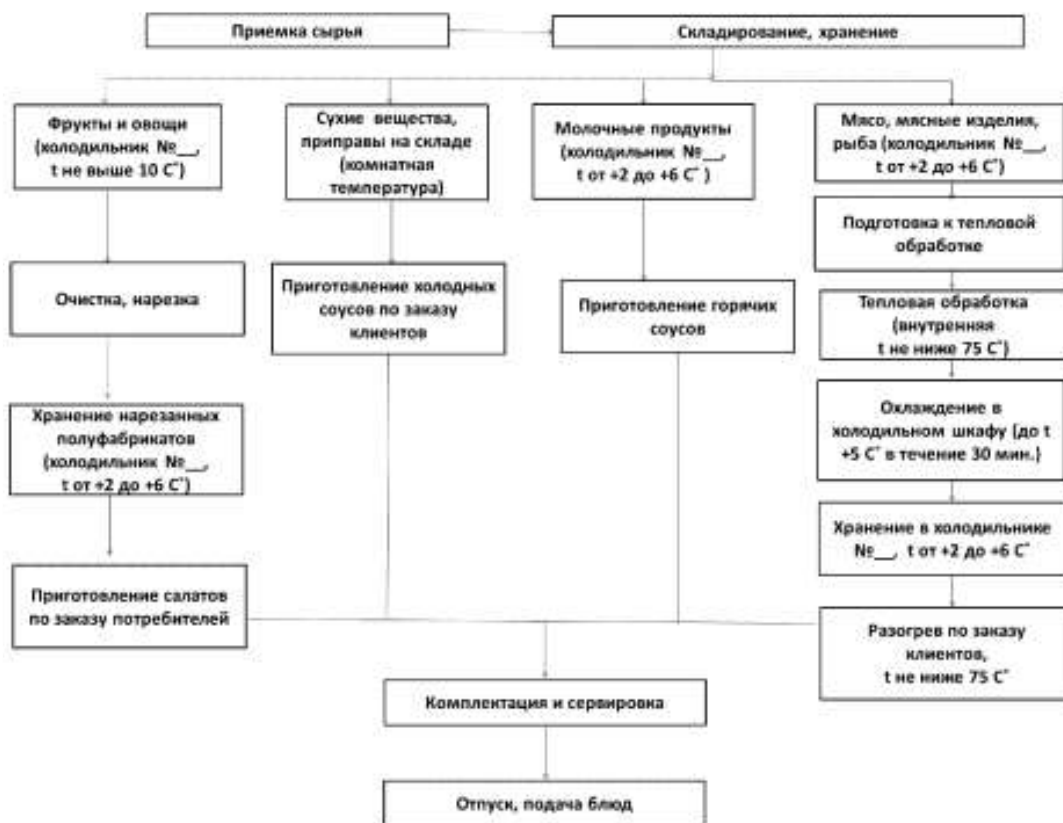 Приемка сырья
Складирование, хранение
Фрукты и овощи
(холодильник №__,
t не выше 10 С˚)
Сухие вещества,
приправы на складе
(комнатная
температура)
Молочные продукты
(холодильник №__,
t от +2 до +6 С˚ )
Мясо, мясные изделия,
рыба (холодильник №__,
t от +2 до +6 С˚)
Подготовка к тепловой
обработке
Очистка, нарезка
Приготовление холодных
соусов по заказу
клиентов
Приготовление горячих
соусов
Тепловая обработка
(внутренняя
t не ниже 75 С˚)
Хранение нарезанных
полуфабрикатов
(холодильник №__,
t от +2 до +6 С˚)
Охлаждение в
холодильном шкафу (до t
+5 С˚ в течение 30 мин.)
Хранение в холодильнике
№__, t от +2 до +6 С˚
Приготовление салатов
по заказу потребителей
Разогрев по заказу
клиентов,
t не ниже 75 С˚
Комплектация и сервировка
Отпуск, подача блюд